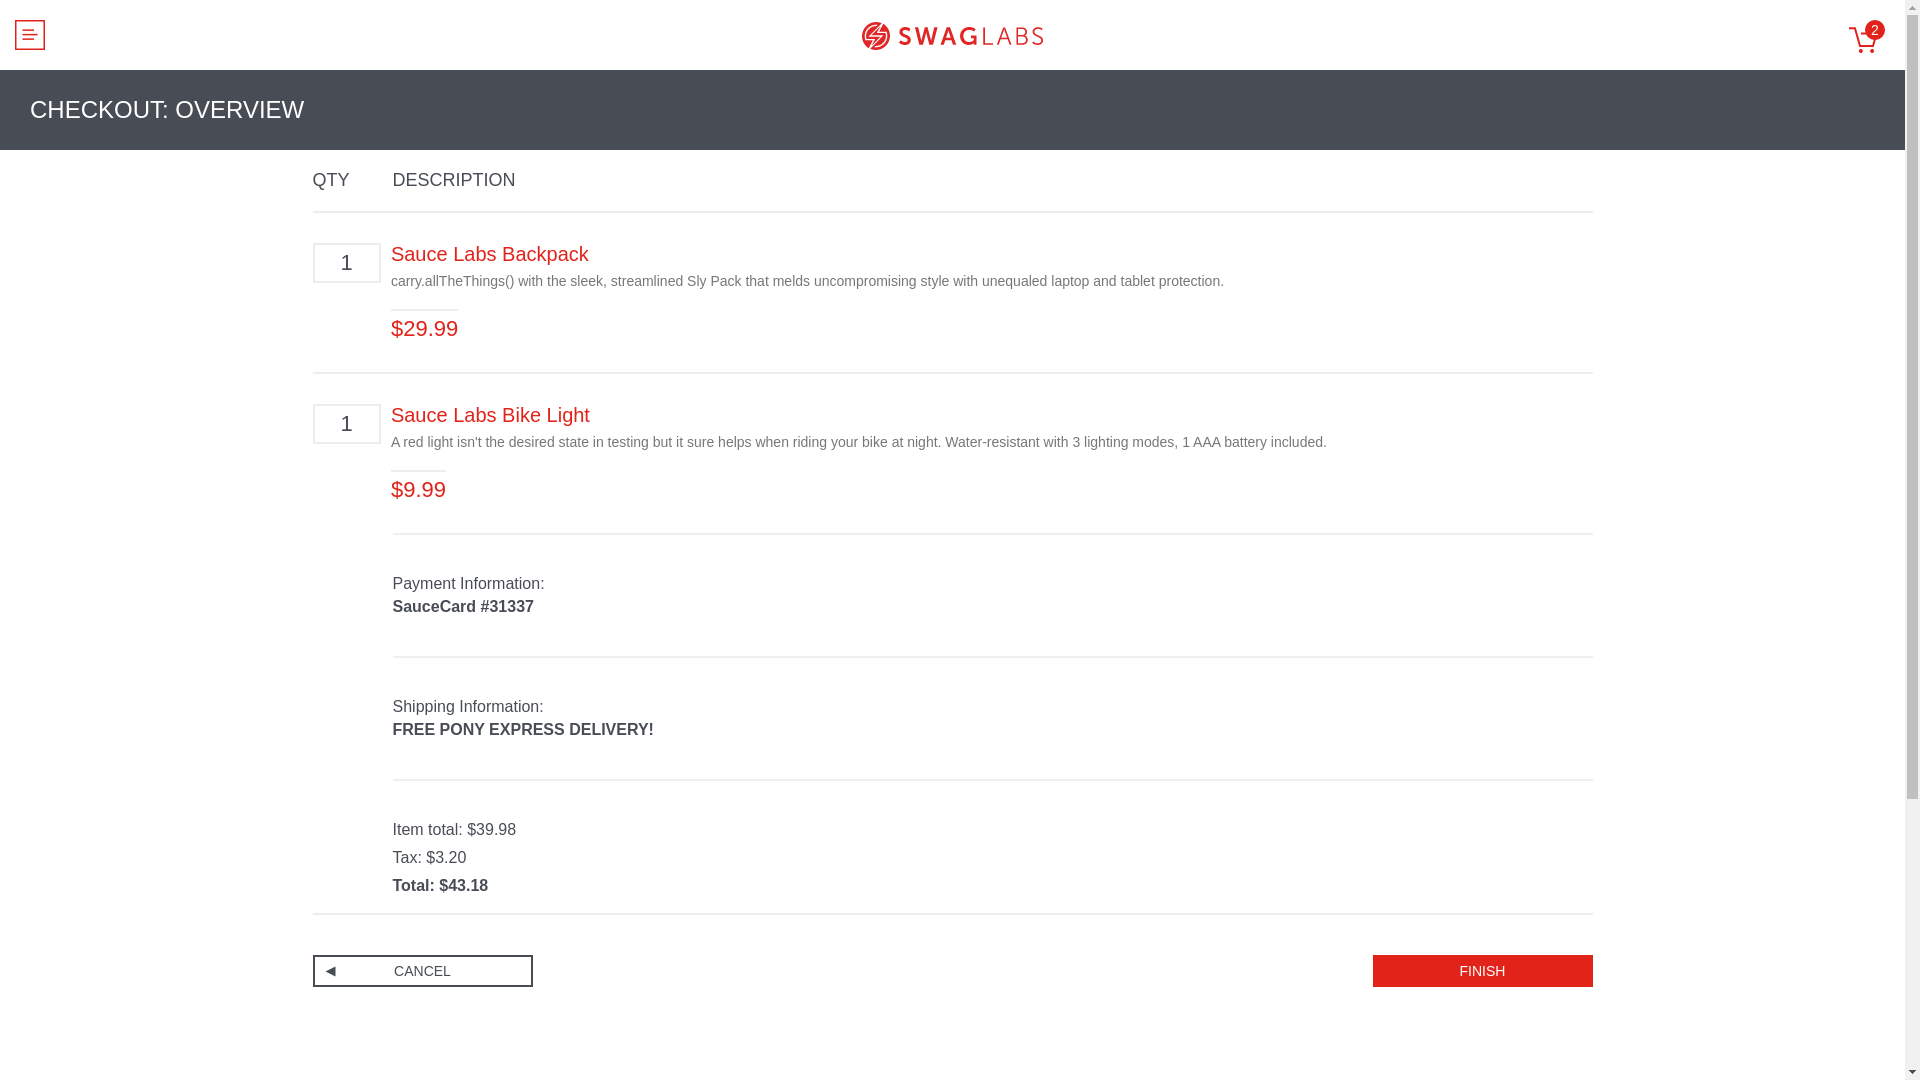 SWAGLABS
2
CHECKOUT: OVERVIEW
QTY DESCRIPTION
1
Sauce Labs Backpack
carry.allTheThings() with the sleek, streamlined Sly Pack that melds uncompromising style with unequaled laptop and tablet protection.
$29.99
1
Sauce Labs Bike Light
A red light isn't the desired state in testing but it sure helps when riding your bike at night. Water-resistant with 3 lighting modes, 1 AAA battery included.
$9.99
Payment Information:
SauceCard #31337
Shipping Information:
FREE PONY EXPRESS DELIVERY!
Item total: $39.98
Tax: $3.20
Total: $43.18
CANCEL FINISH